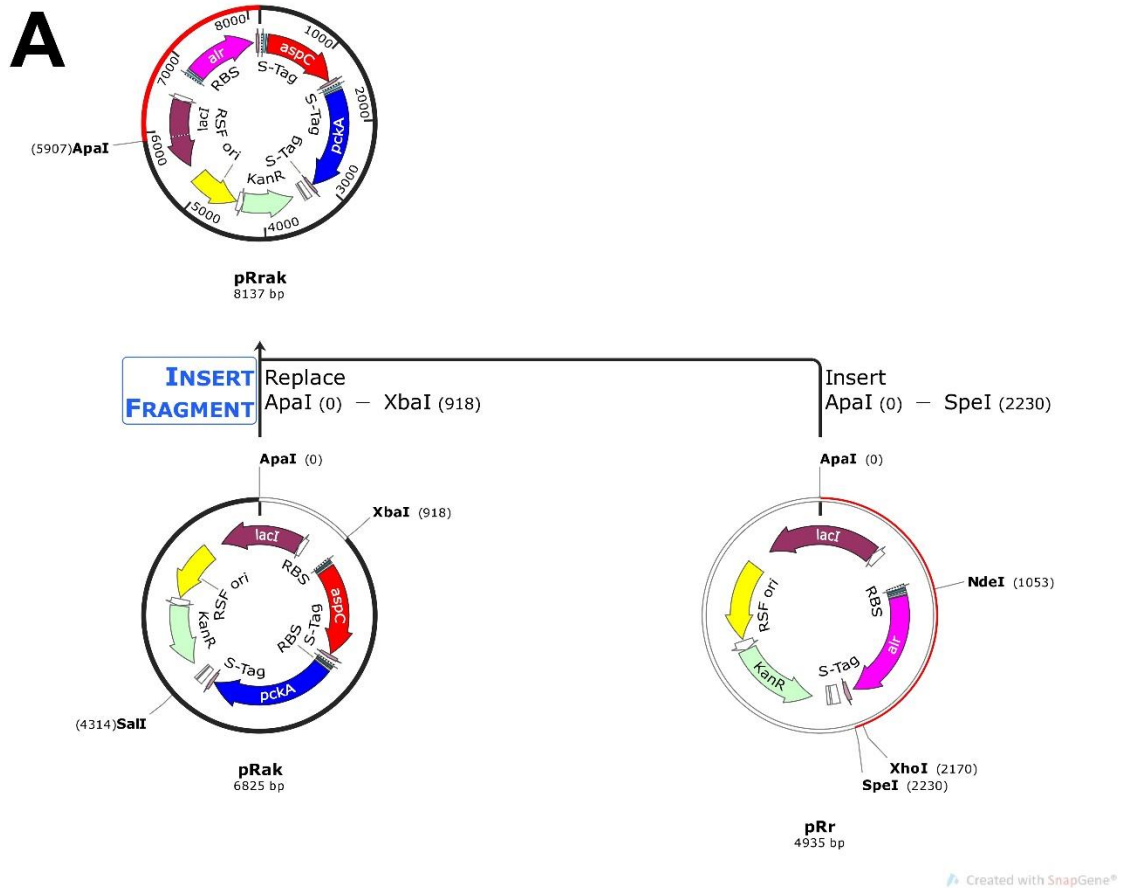 A
8000
1000
2000
3000
4000
5000
6000
7000
alr
RBS
aspC
S-Tag
S-Tag
pckA
S-Tag
KanR
RSF ori
lacI
(5907)ApaI
pRrak
8137 bp
INSERT
FRAGMENT
Replace
ApaI (0) – XbaI (918)
Insert
ApaI (0) – SpeI (2230)
ApaI (0)
XbaI (918)
lacI
RBS
aspC
S-Tag
RBS
pckA
S-Tag
KanR
RSF ori
(4314)SalI
pRak
6825 bp
ApaI (0)
lacI
NdeI (1053)
RBS
alr
S-Tag
KanR
RSF ori
XhoI (2170)
SpeI (2230)
pRr
4935 bp
Created with SnapGene®